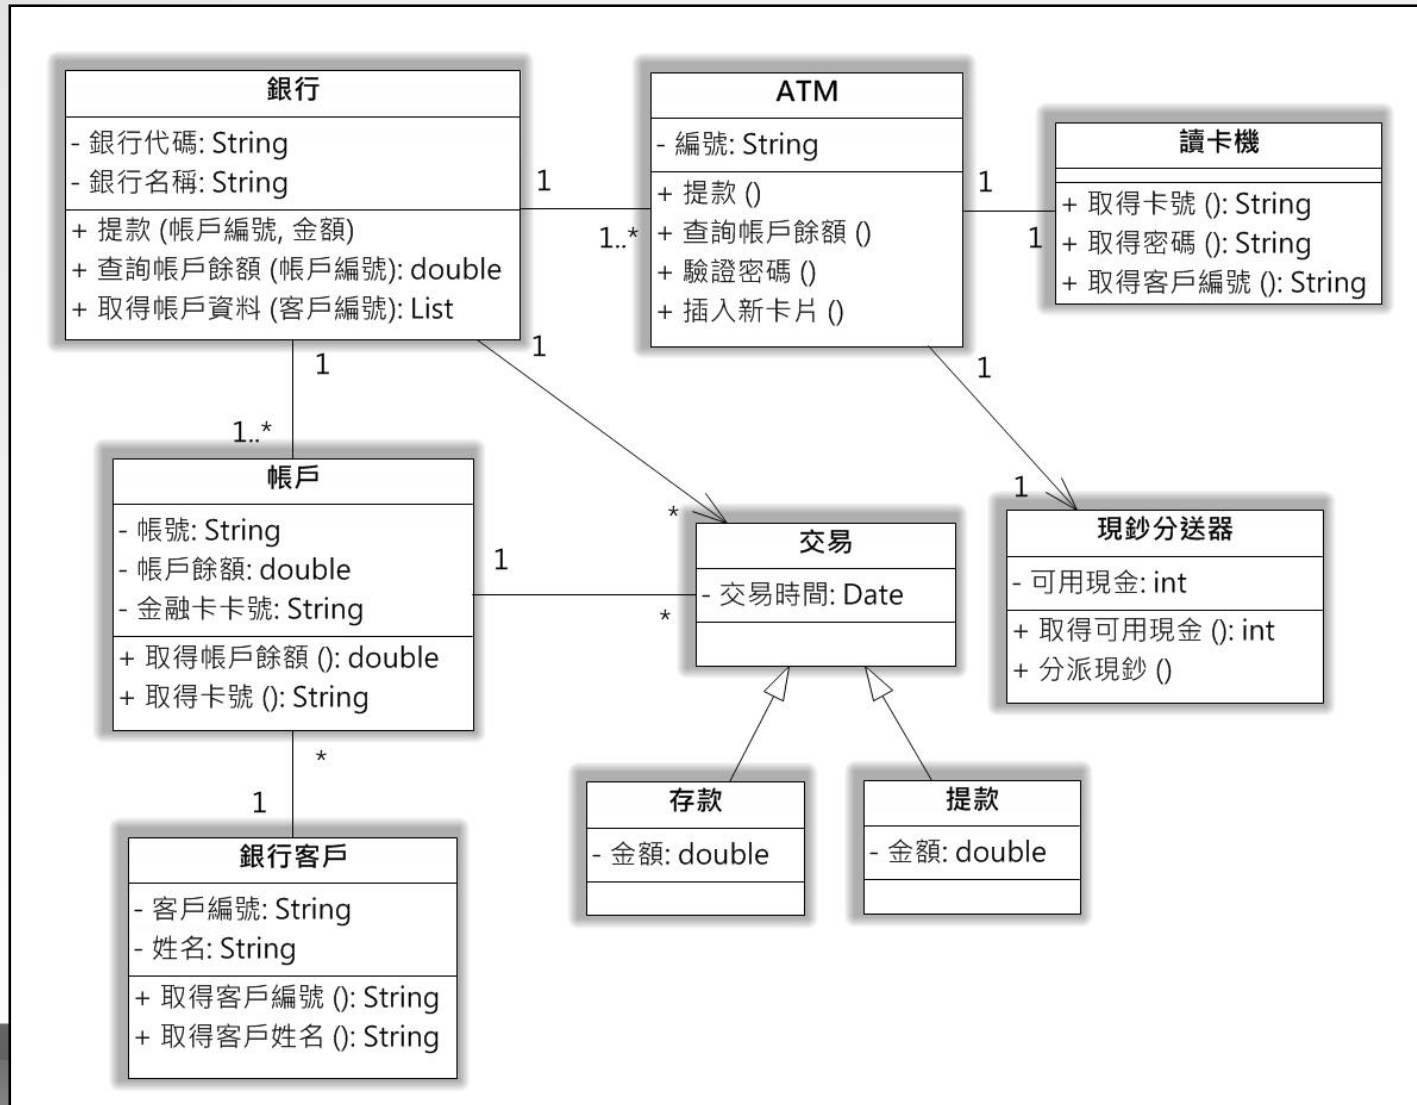 銀行
- 銀行代碼: String
- 銀行名稱: String
+ 提款 (帳戶編號, 金額)
+ 查詢帳戶餘額 (帳戶編號): double
+ 取得帳戶資料 (客戶編號): List
1
1..*
ATM
- 編號: String
+ 提款 ()
+ 查詢帳戶餘額 ()
+ 驗證密碼 ()
+ 插入新卡片 ()
1
1
讀卡機
+ 取得卡號 (): String
+ 取得密碼 (): String
+ 取得客戶編號 (): String
1
1..*
1
*
1
1
帳戶
- 帳號: String
- 帳戶餘額: double
- 金融卡卡號: String
+ 取得帳戶餘額 (): double
+ 取得卡號 (): String
1
*
交易
- 交易時間: Date
現鈔分送器
- 可用現金: int
+ 取得可用現金 (): int
+ 分派現鈔 ()
*
1
存款
- 金額: double
提款
- 金額: double
銀行客戶
- 客戶編號: String
- 姓名: String
+ 取得客戶編號 (): String
+ 取得客戶姓名 (): String